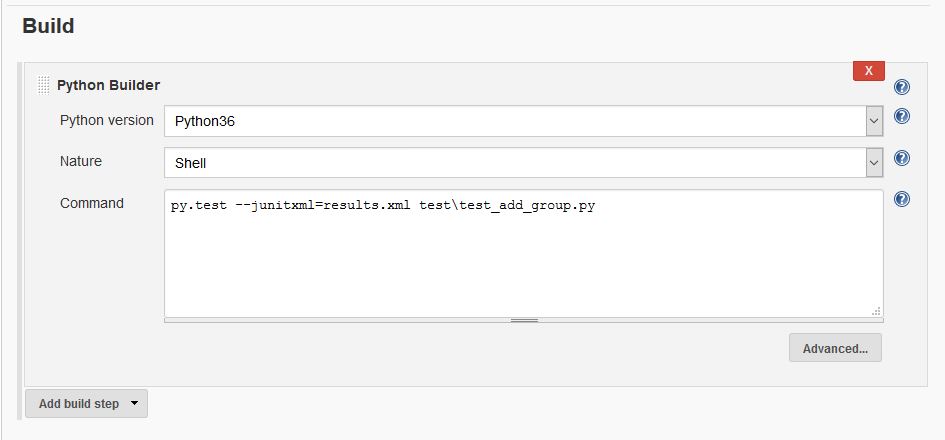 Build
X
Python Builder
Python version Python36
Nature Shell
Command py.test --junitxml=results.xml test\test_add_group.py
Advanced...
Add build step